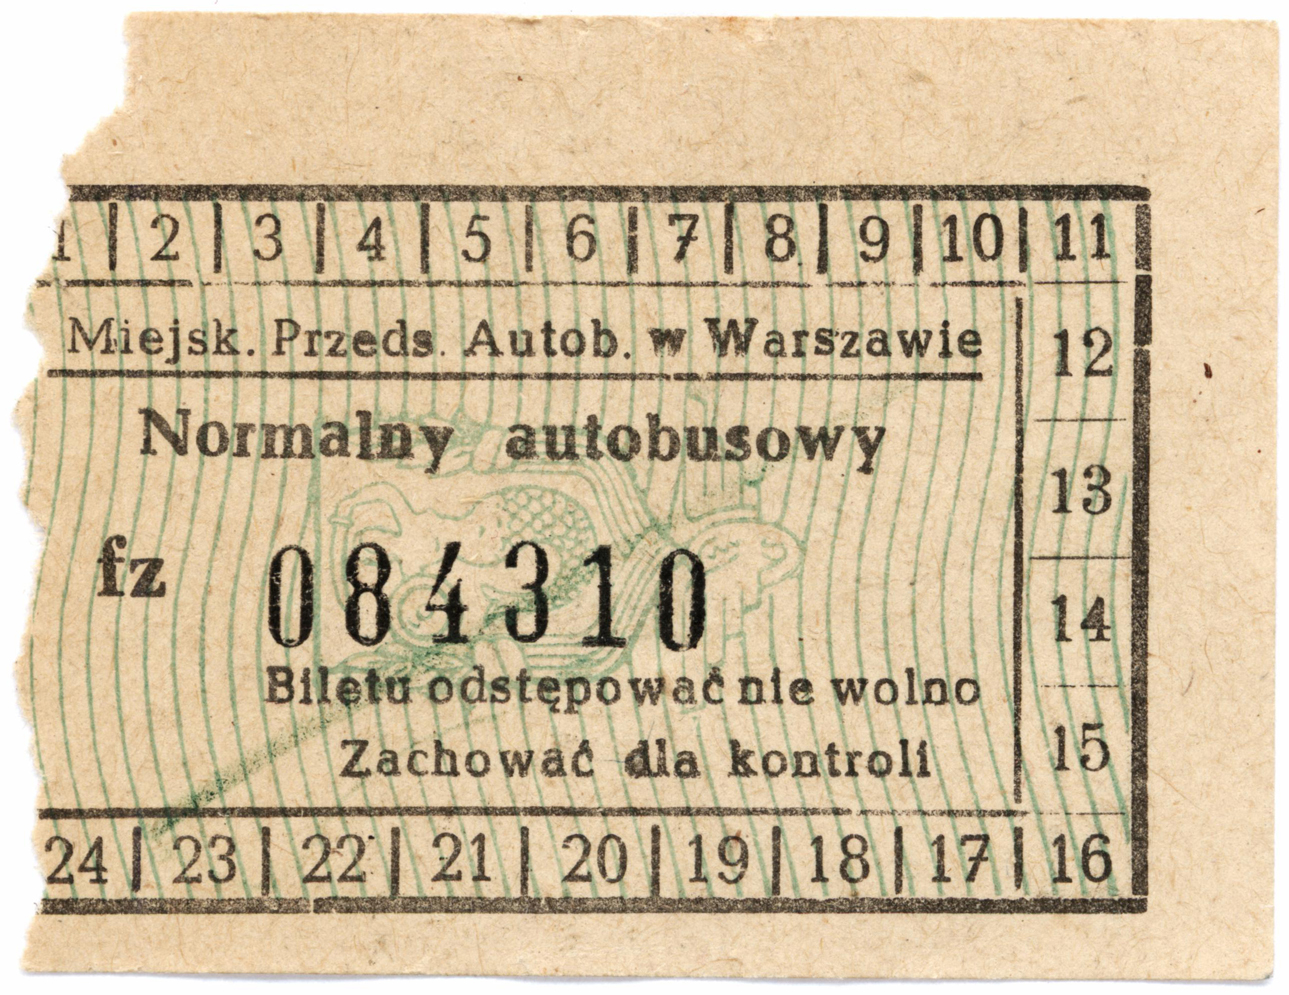 1 | 2 | 3 | 4 | 5 | 6 | 7 | 8 | 9 | 10 | 11
Miejsk. Przeds. Autob. w Warszawie
12
Normalny autobusowy
13
fz 084310
14
Biletu odstępować nie wolno
Zachować dla kontroli
15
24 | 23 | 22 | 21 | 20 | 19 | 18 | 17 | 16